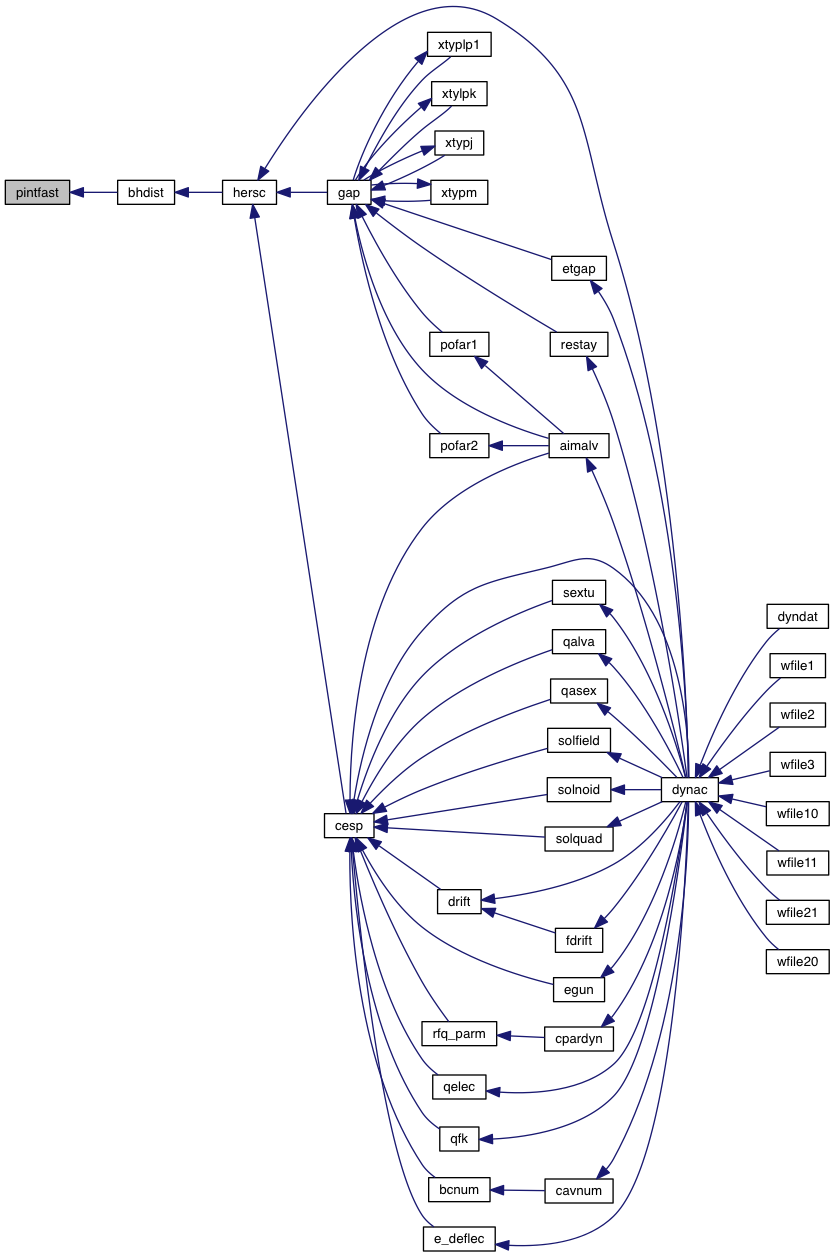 xtyplp1
xtylpk
xtypj
pintfast
bhdist
hersc
gap
xtypm
etgap
pofar1
restay
pofar2
aimalv
sextu
dyndat
qalva
wfile1
qasex
wfile2
solfield
wfile3
solnoid
dynac
cesp
wfile10
solquad
wfile11
drift
wfile21
fdrift
wfile20
egun
rfq_parm
cpardyn
qelec
qfk
bcnum
cavnum
e_deflec